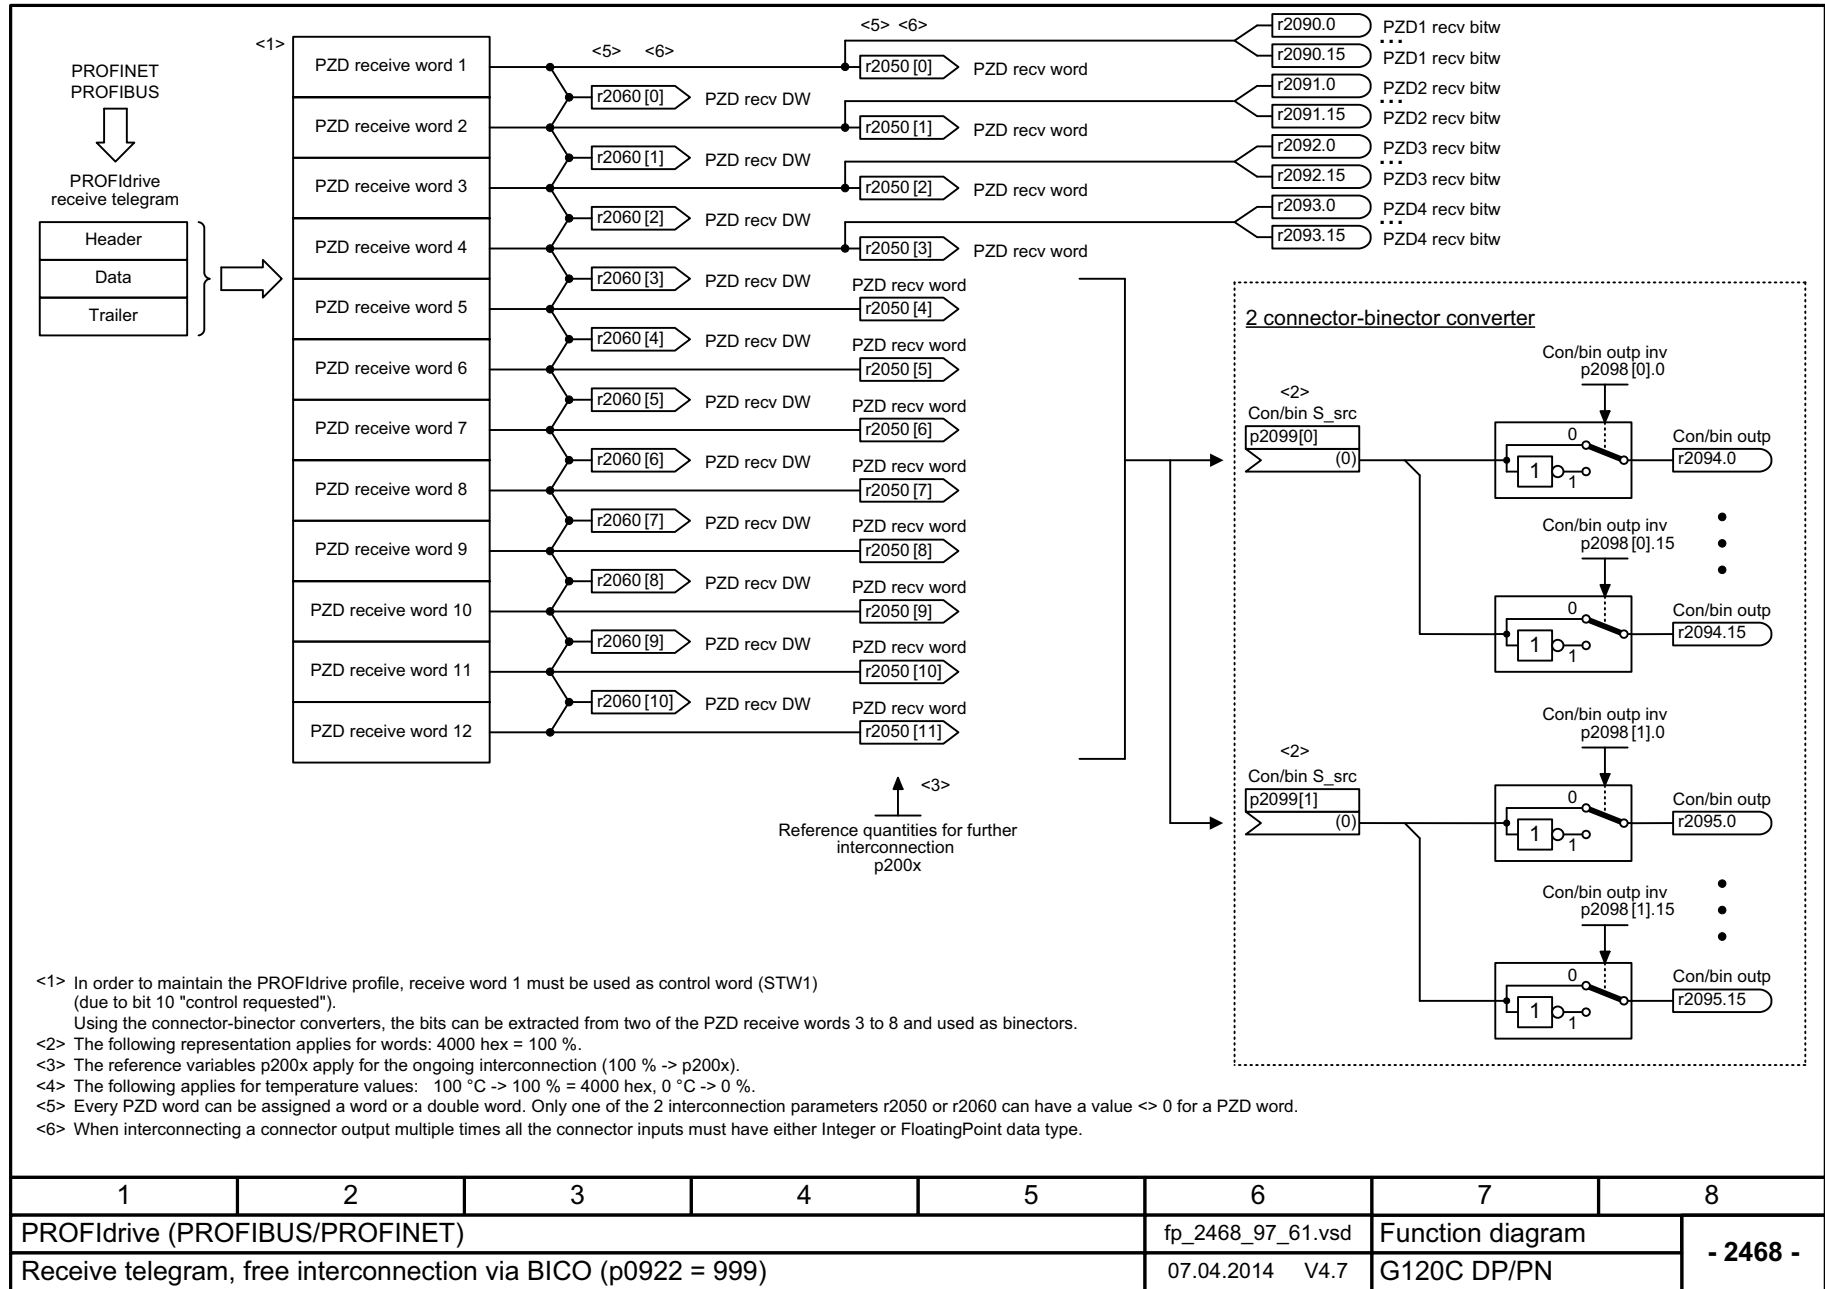 PROFINET
PROFIBUS
PROFIdrive
receive telegram
Header
Data
Trailer
<1>
PZD receive word 1
PZD receive word 2
PZD receive word 3
PZD receive word 4
PZD receive word 5
PZD receive word 6
PZD receive word 7
PZD receive word 8
PZD receive word 9
PZD receive word 10
PZD receive word 11
PZD receive word 12
<5> <6>
r2060[0] PZD recv DW
r2060[1] PZD recv DW
r2060[2] PZD recv DW
r2060[3] PZD recv DW
r2060[4] PZD recv DW
r2060[5] PZD recv DW
r2060[6] PZD recv DW
r2060[7] PZD recv DW
r2060[8] PZD recv DW
r2060[9] PZD recv DW
r2060[10] PZD recv DW
<5> <6>
r2050[0] PZD recv word
r2050[1] PZD recv word
r2050[2] PZD recv word
r2050[3] PZD recv word
PZD recv word
r2050[4]
PZD recv word
r2050[5]
PZD recv word
r2050[6]
PZD recv word
r2050[7]
PZD recv word
r2050[8]
PZD recv word
r2050[9]
PZD recv word
r2050[10]
PZD recv word
r2050[11]
<3>
Reference quantities for further
interconnection
p200x
r2090.0 PZD1 recv bitw
...
r2090.15 PZD1 recv bitw
r2091.0 PZD2 recv bitw
...
r2091.15 PZD2 recv bitw
r2092.0 PZD3 recv bitw
...
r2092.15 PZD3 recv bitw
r2093.0 PZD4 recv bitw
...
r2093.15 PZD4 recv bitw
2 connector-binector converter
Con/bin outp inv
p2098[0].0
<2>
Con/bin S_src
p2099[0]
(0)
0
1
1
Con/bin outp
r2094.0
Con/bin outp inv
p2098[0].15
0
1
1
Con/bin outp
r2094.15
Con/bin outp inv
p2098[1].0
<2>
Con/bin S_src
p2099[1]
(0)
0
1
1
Con/bin outp
r2095.0
Con/bin outp inv
p2098[1].15
0
1
1
Con/bin outp
r2095.15
<1> In order to maintain the PROFIdrive profile, receive word 1 must be used as control word (STW1)
(due to bit 10 "control requested").
Using the connector-binector converters, the bits can be extracted from two of the PZD receive words 3 to 8 and used as binectors.
<2> The following representation applies for words: 4000 hex = 100 %.
<3> The reference variables p200x apply for the ongoing interconnection (100 % -> p200x).
<4> The following applies for temperature values: 100 °C -> 100 % = 4000 hex, 0 °C -> 0 %.
<5> Every PZD word can be assigned a word or a double word. Only one of the 2 interconnection parameters r2050 or r2060 can have a value <> 0 for a PZD word.
<6> When interconnecting a connector output multiple times all the connector inputs must have either Integer or FloatingPoint data type.
1 2 3 4 5 6 7 8
PROFIdrive (PROFIBUS/PROFINET) fp_2468_97_61.vsd Function diagram
- 2468 -
Receive telegram, free interconnection via BICO (p0922 = 999) 07.04.2014 V4.7 G120C DP/PN